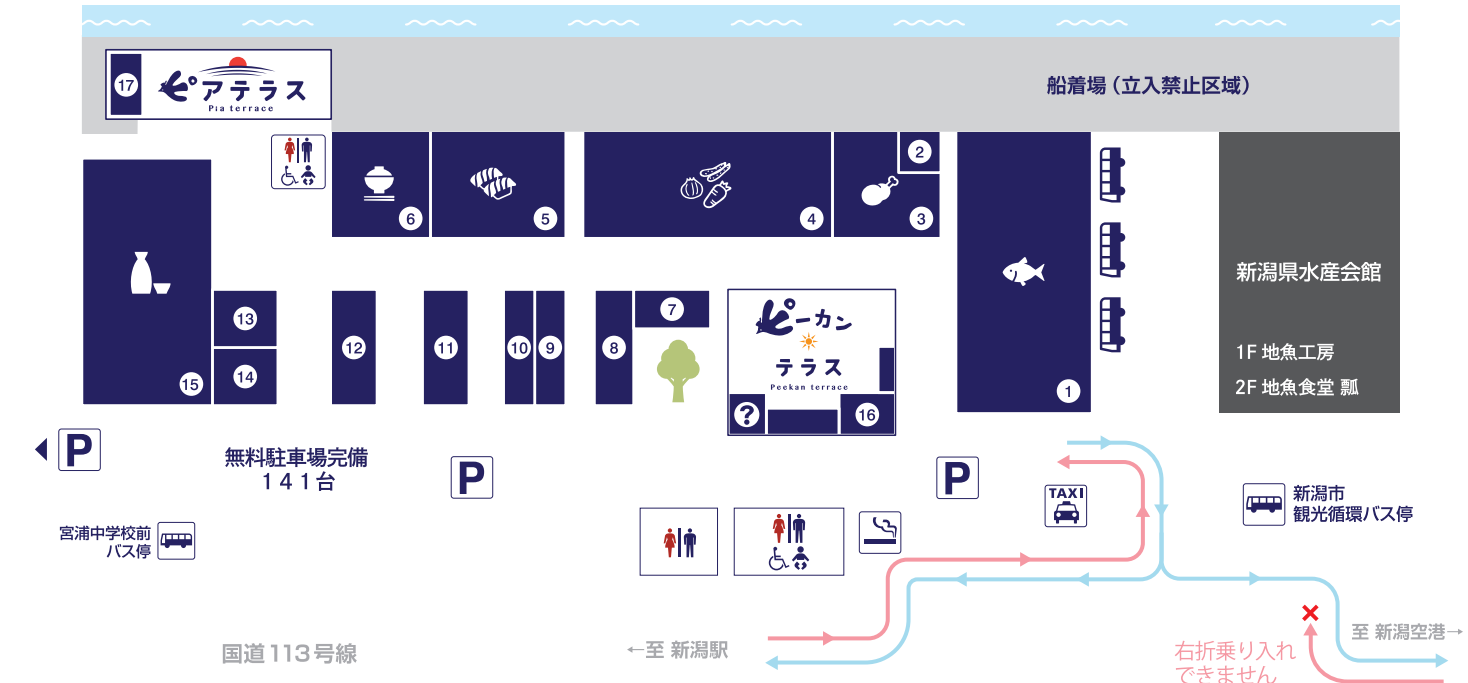 17
ピアテラス
Pia terrace
船着場（立入禁止区域）
2
6
5
4
3
新潟県水産会館
1F 地魚工房
2F 地魚食堂 瓢
7
ピーカン
テラス
Peekan terrace
13
12
11
10
9
8
14
15
1
?
16
P
無料駐車場完備
141台
P
P
TAXI
新潟市
観光循環バス停
宮浦中学校前
バス停
国道113号線
←至 新潟駅
至 新潟空港→
右折乗り入れ
できません